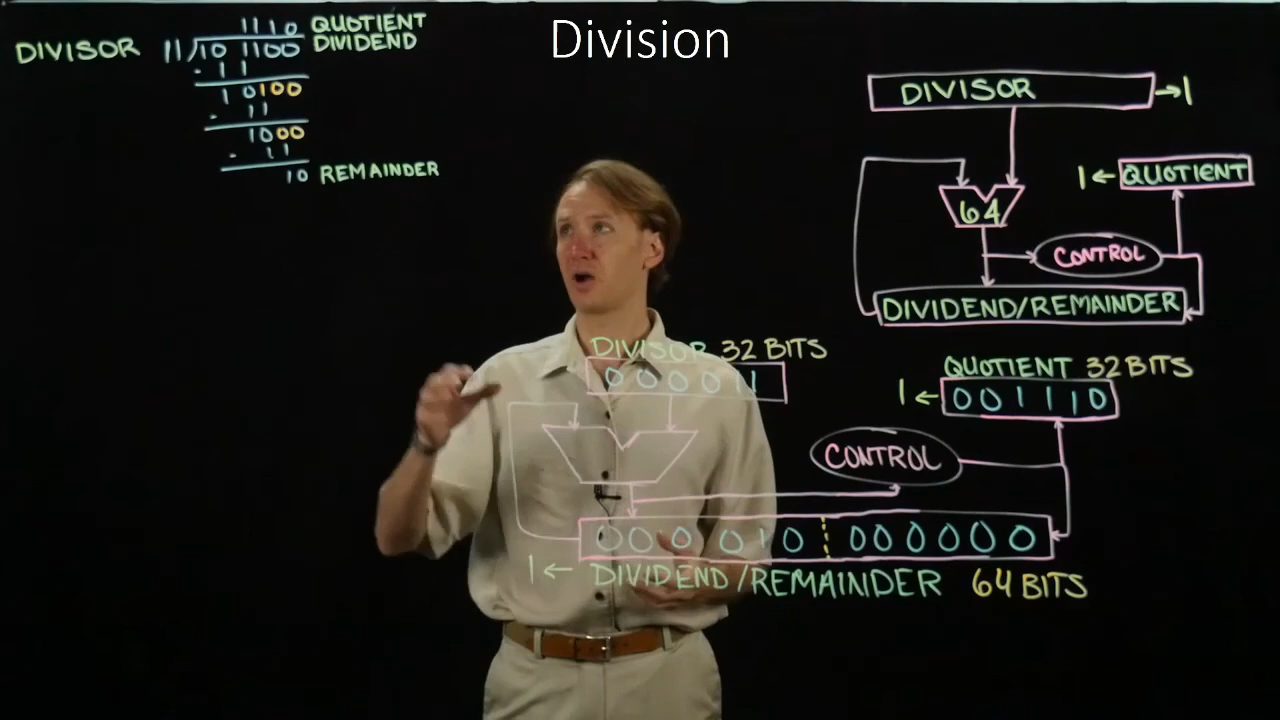 Division
1110 QUOTIENT
DIVISOR 11)101100 DIVIDEND
- 11
10100
- 11
1000
- 11
10 REMAINDER
DIVISOR →1
1← QUOTIENT
64
CONTROL
DIVIDEND/REMAINDER
DIVISOR 32 BITS
000011
QUOTIENT 32 BITS
1← 001110
CONTROL
000010 000000
1← DIVIDEND/REMAINDER 64 BITS